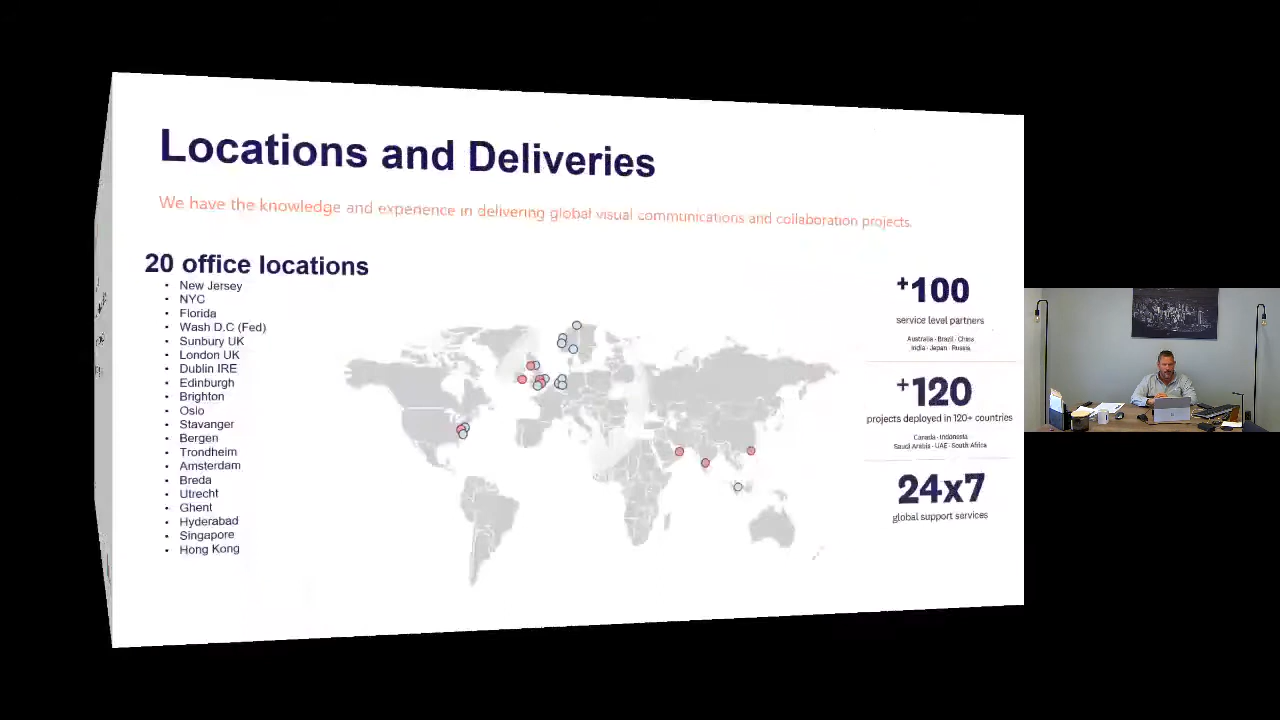 Locations and Deliveries
We have the knowledge and experience in delivering global visual communications and collaboration projects.
20 office locations
• New Jersey
• NYC
• Florida
• Wash D.C (Fed)
• Sunbury UK
• London UK
• Dublin IRE
• Edinburgh
• Brighton
• Oslo
• Stavanger
• Bergen
• Trondheim
• Amsterdam
• Breda
• Utrecht
• Ghent
• Hyderabad
• Singapore
• Hong Kong
+100
service level partners
Australia · Brazil · China
India · Japan · Russia
+120
projects deployed in 120+ countries
Canada · Indonesia
Saudi Arabia · UAE · South Africa
24x7
global support services